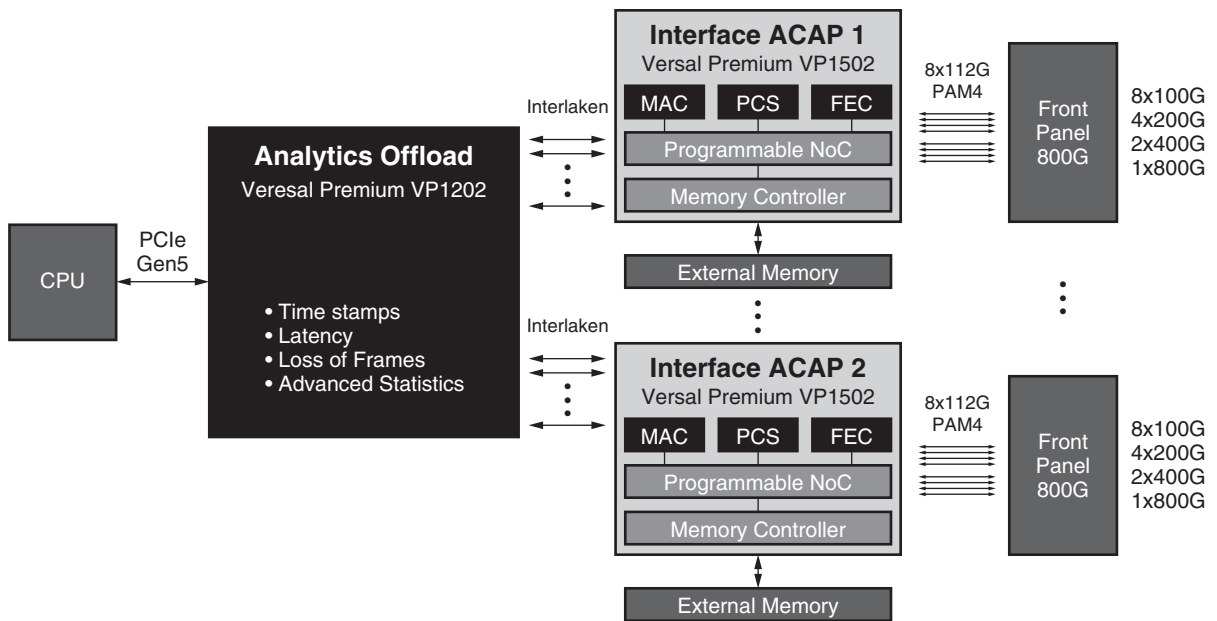 CPU
PCIe
Gen5
Analytics Offload
Veresal Premium VP1202
• Time stamps
• Latency
• Loss of Frames
• Advanced Statistics
Interlaken
Interface ACAP 1
Versal Premium VP1502
MAC PCS FEC
Programmable NoC
Memory Controller
External Memory
8x112G
PAM4
Front
Panel
800G
8x100G
4x200G
2x400G
1x800G
Interlaken
Interface ACAP 2
Versal Premium VP1502
MAC PCS FEC
Programmable NoC
Memory Controller
External Memory
8x112G
PAM4
Front
Panel
800G
8x100G
4x200G
2x400G
1x800G